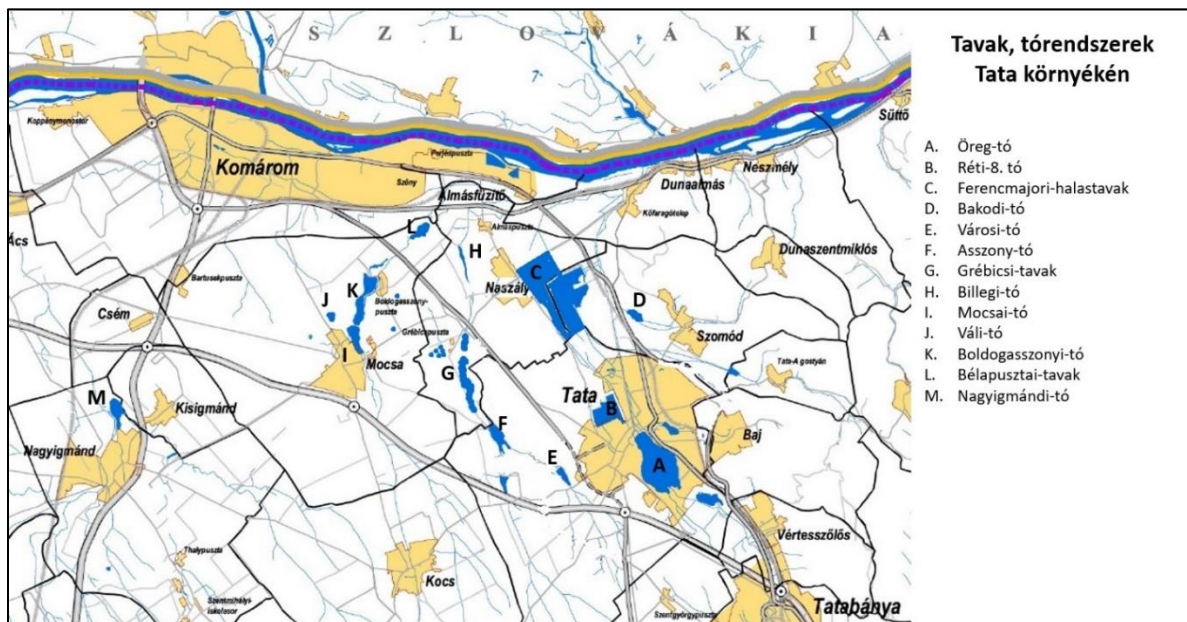 S Z L O V Á K I A
Koppánymonostor
Komárom
Szőny
Perjéspuszta
Almásfüzitő
Dunaalmás
Neszmély
Süttő
Kőfaragótelep
Dunaszentmiklós
Ács
Bartusekpuszta
Csém
L
H
Almáspuszta
Naszály
C
K
J
Boldogasszony-
puszta
D
Szomód
Grébicspuszta
I
Mocsa
G
Tata
B
Tata-Agostyán
M
Kisigmánd
Nagyigmánd
F
E
A
Baj
Vértesszőlős
Thalypuszta
Kocs
Szentgyörgypuszta
Tatabánya
Tavak, tórendszerek
Tata környékén
A. Öreg-tó
B. Réti-8. tó
C. Ferencmajori-halastavak
D. Bakodi-tó
E. Városi-tó
F. Asszony-tó
G. Grébicsi-tavak
H. Billegi-tó
I. Mocsai-tó
J. Váli-tó
K. Boldogasszonyi-tó
L. Bélapusztai-tavak
M. Nagyigmándi-tó